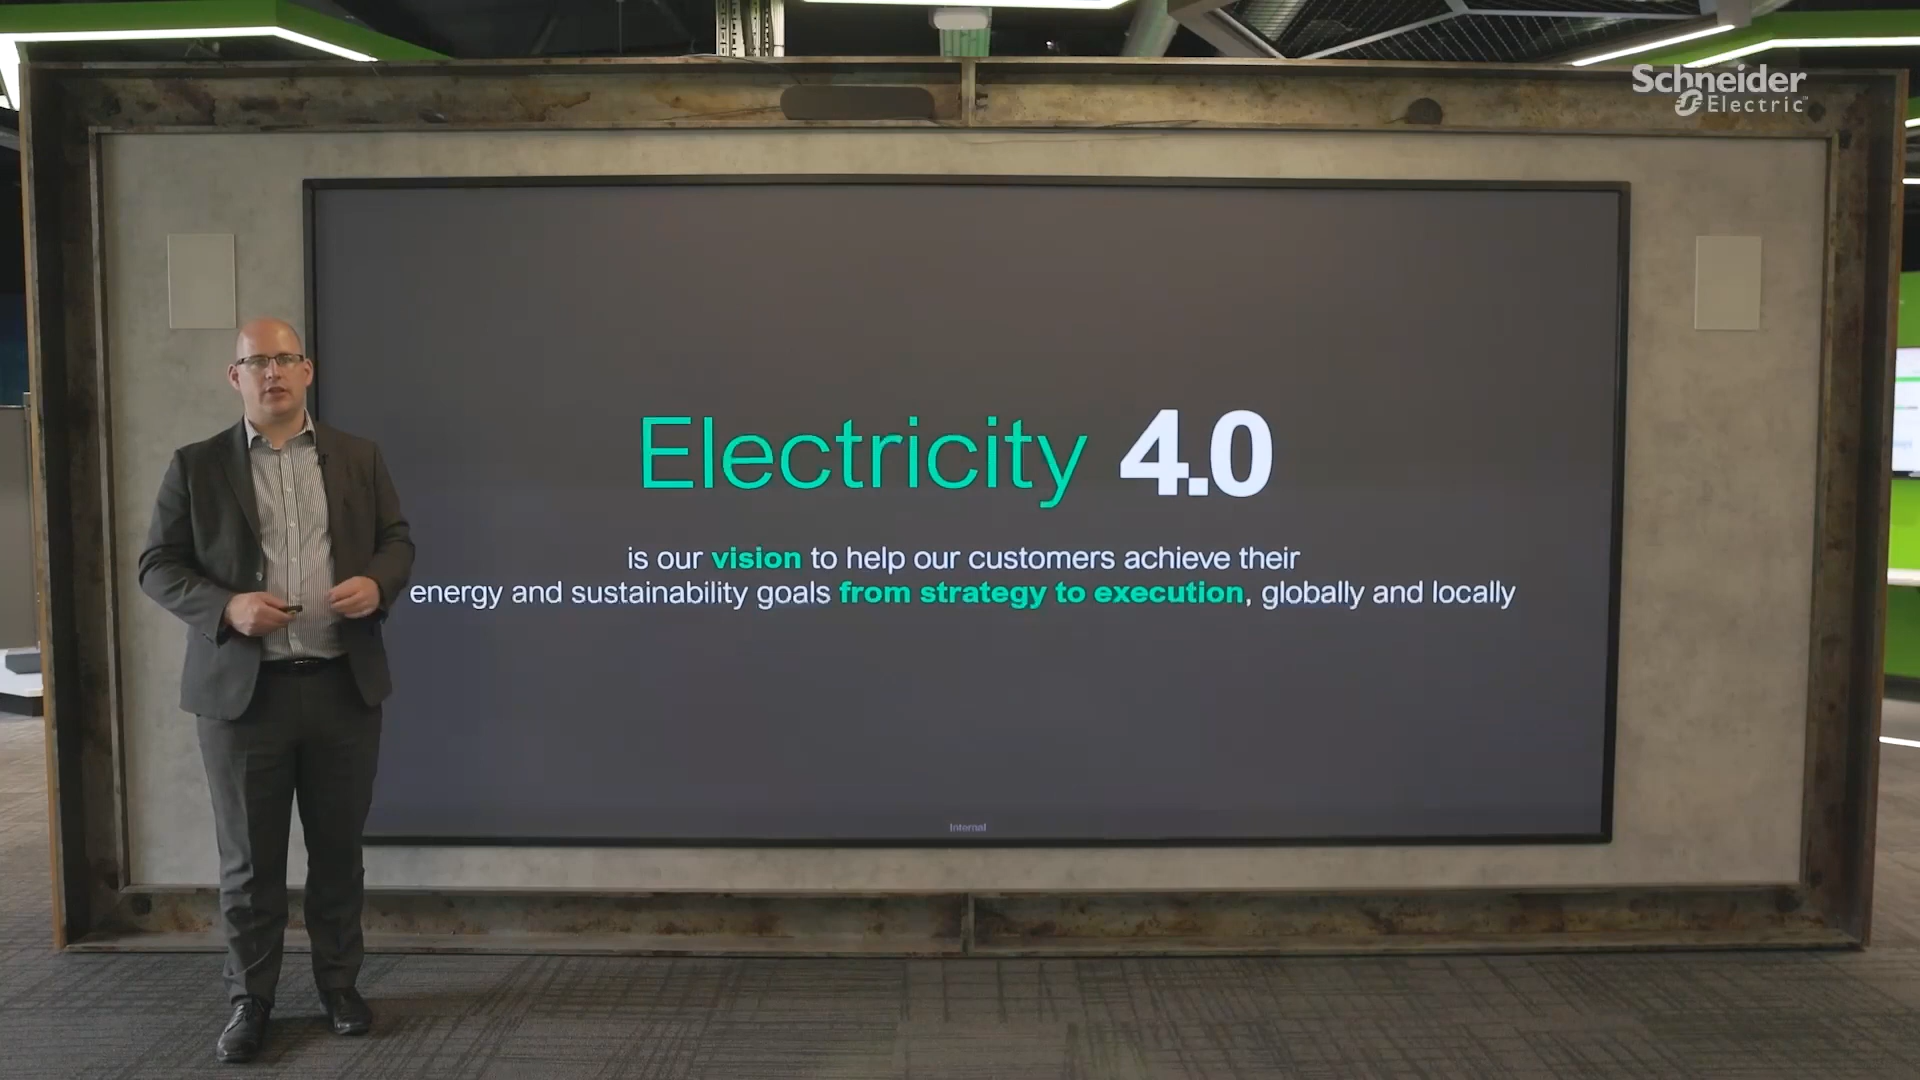 Schneider
Electric™
Electricity 4.0
is our vision to help our customers achieve their
energy and sustainability goals from strategy to execution, globally and locally
Internal